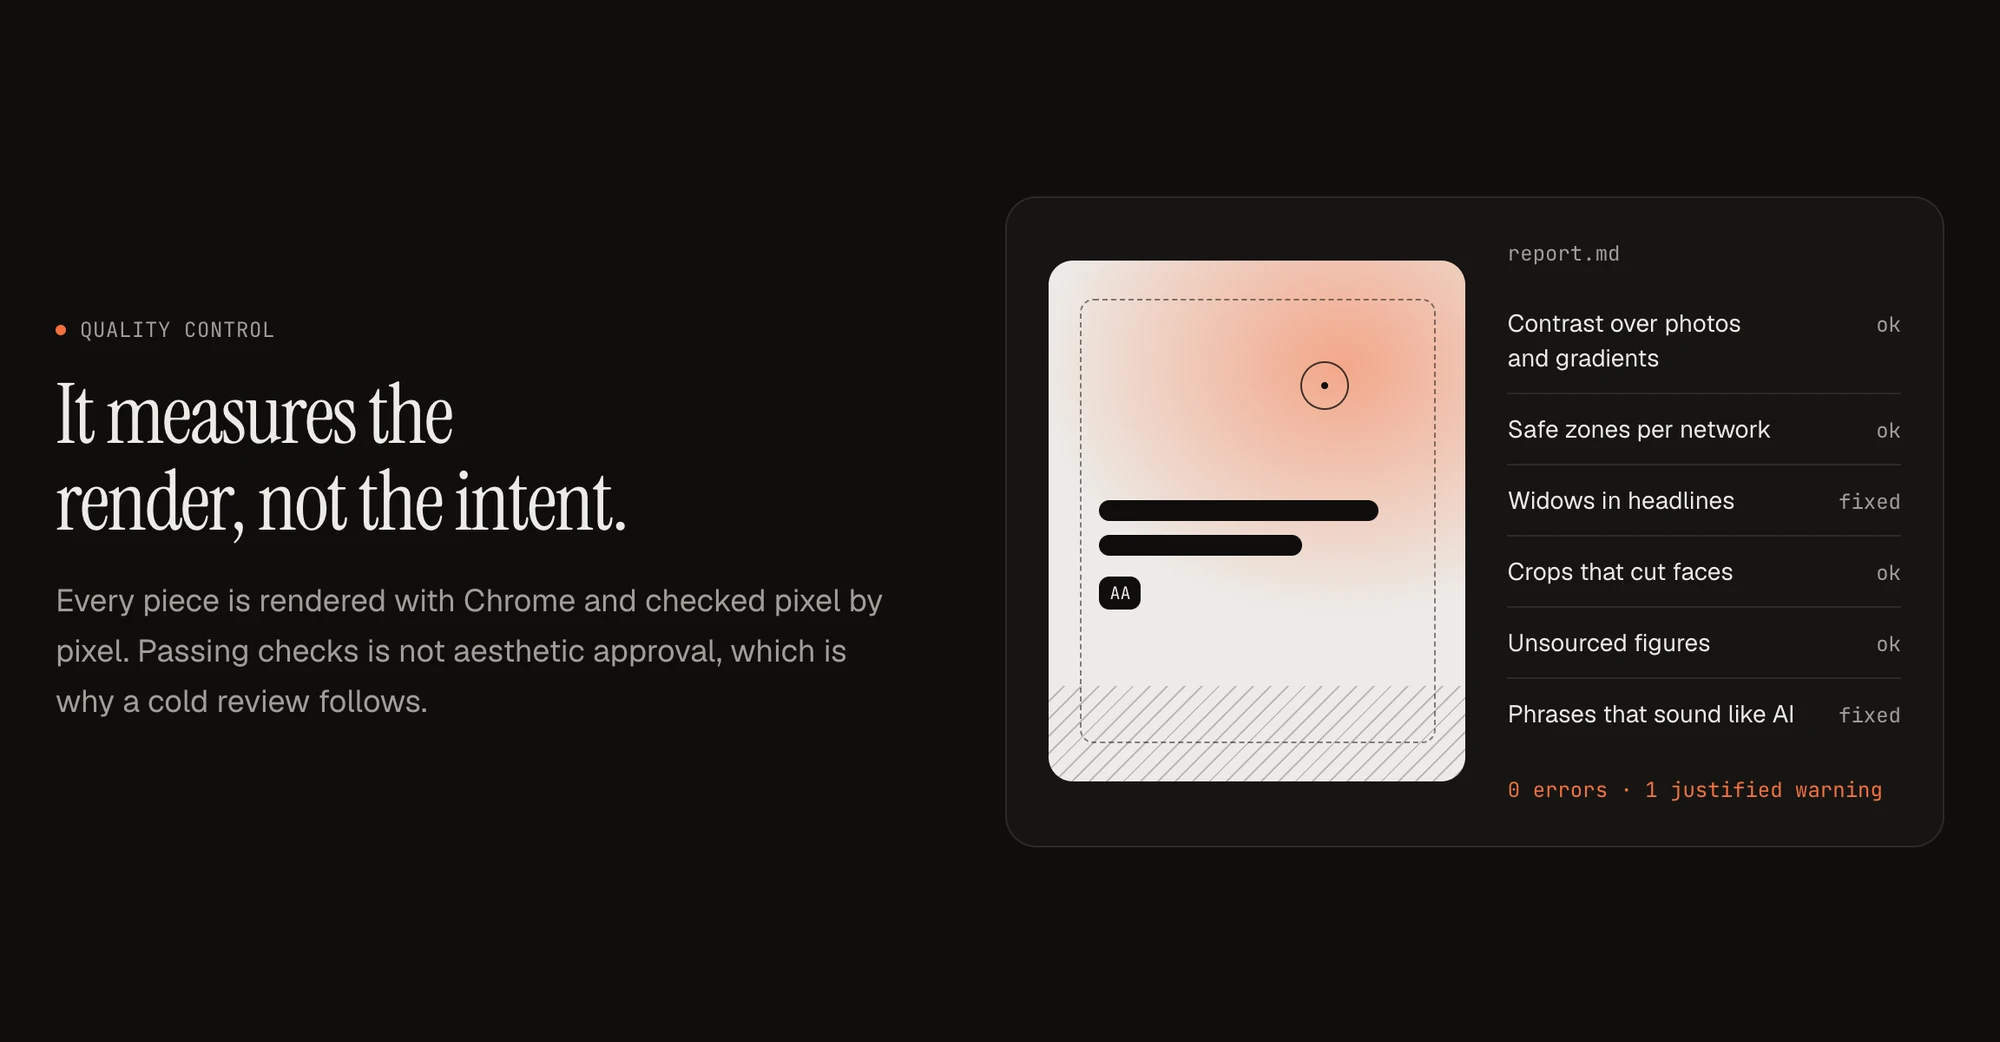 QUALITY CONTROL
It measures the
render, not the intent.
Every piece is rendered with Chrome and checked pixel by
pixel. Passing checks is not aesthetic approval, which is
why a cold review follows.
AA
report.md
Contrast over photos
and gradients
ok
Safe zones per network ok
Widows in headlines fixed
Crops that cut faces ok
Unsourced figures ok
Phrases that sound like AI fixed
0 errors · 1 justified warning